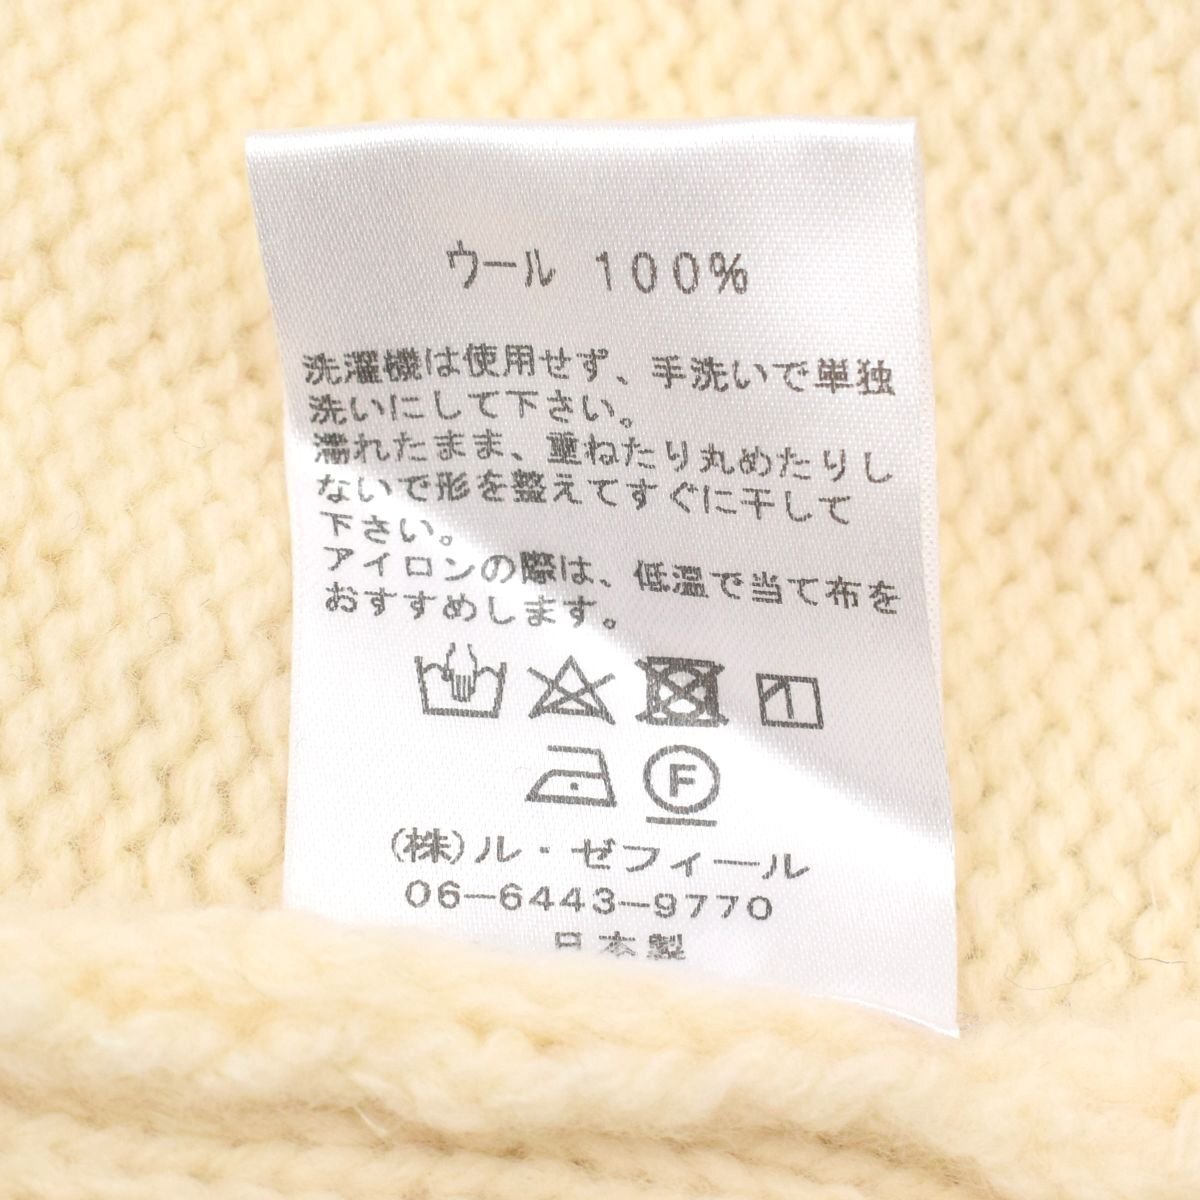 ウール 100%
洗濯機は使用せず、手洗いで単独
洗いにして下さい。
濡れたまま、重ねたり丸めたりし
ないで形を整えてすぐに干して
下さい。
アイロンの際は、低温で当て布を
おすすめします。
F
(株)ル・ゼフィール
06-6443-9770
日本製